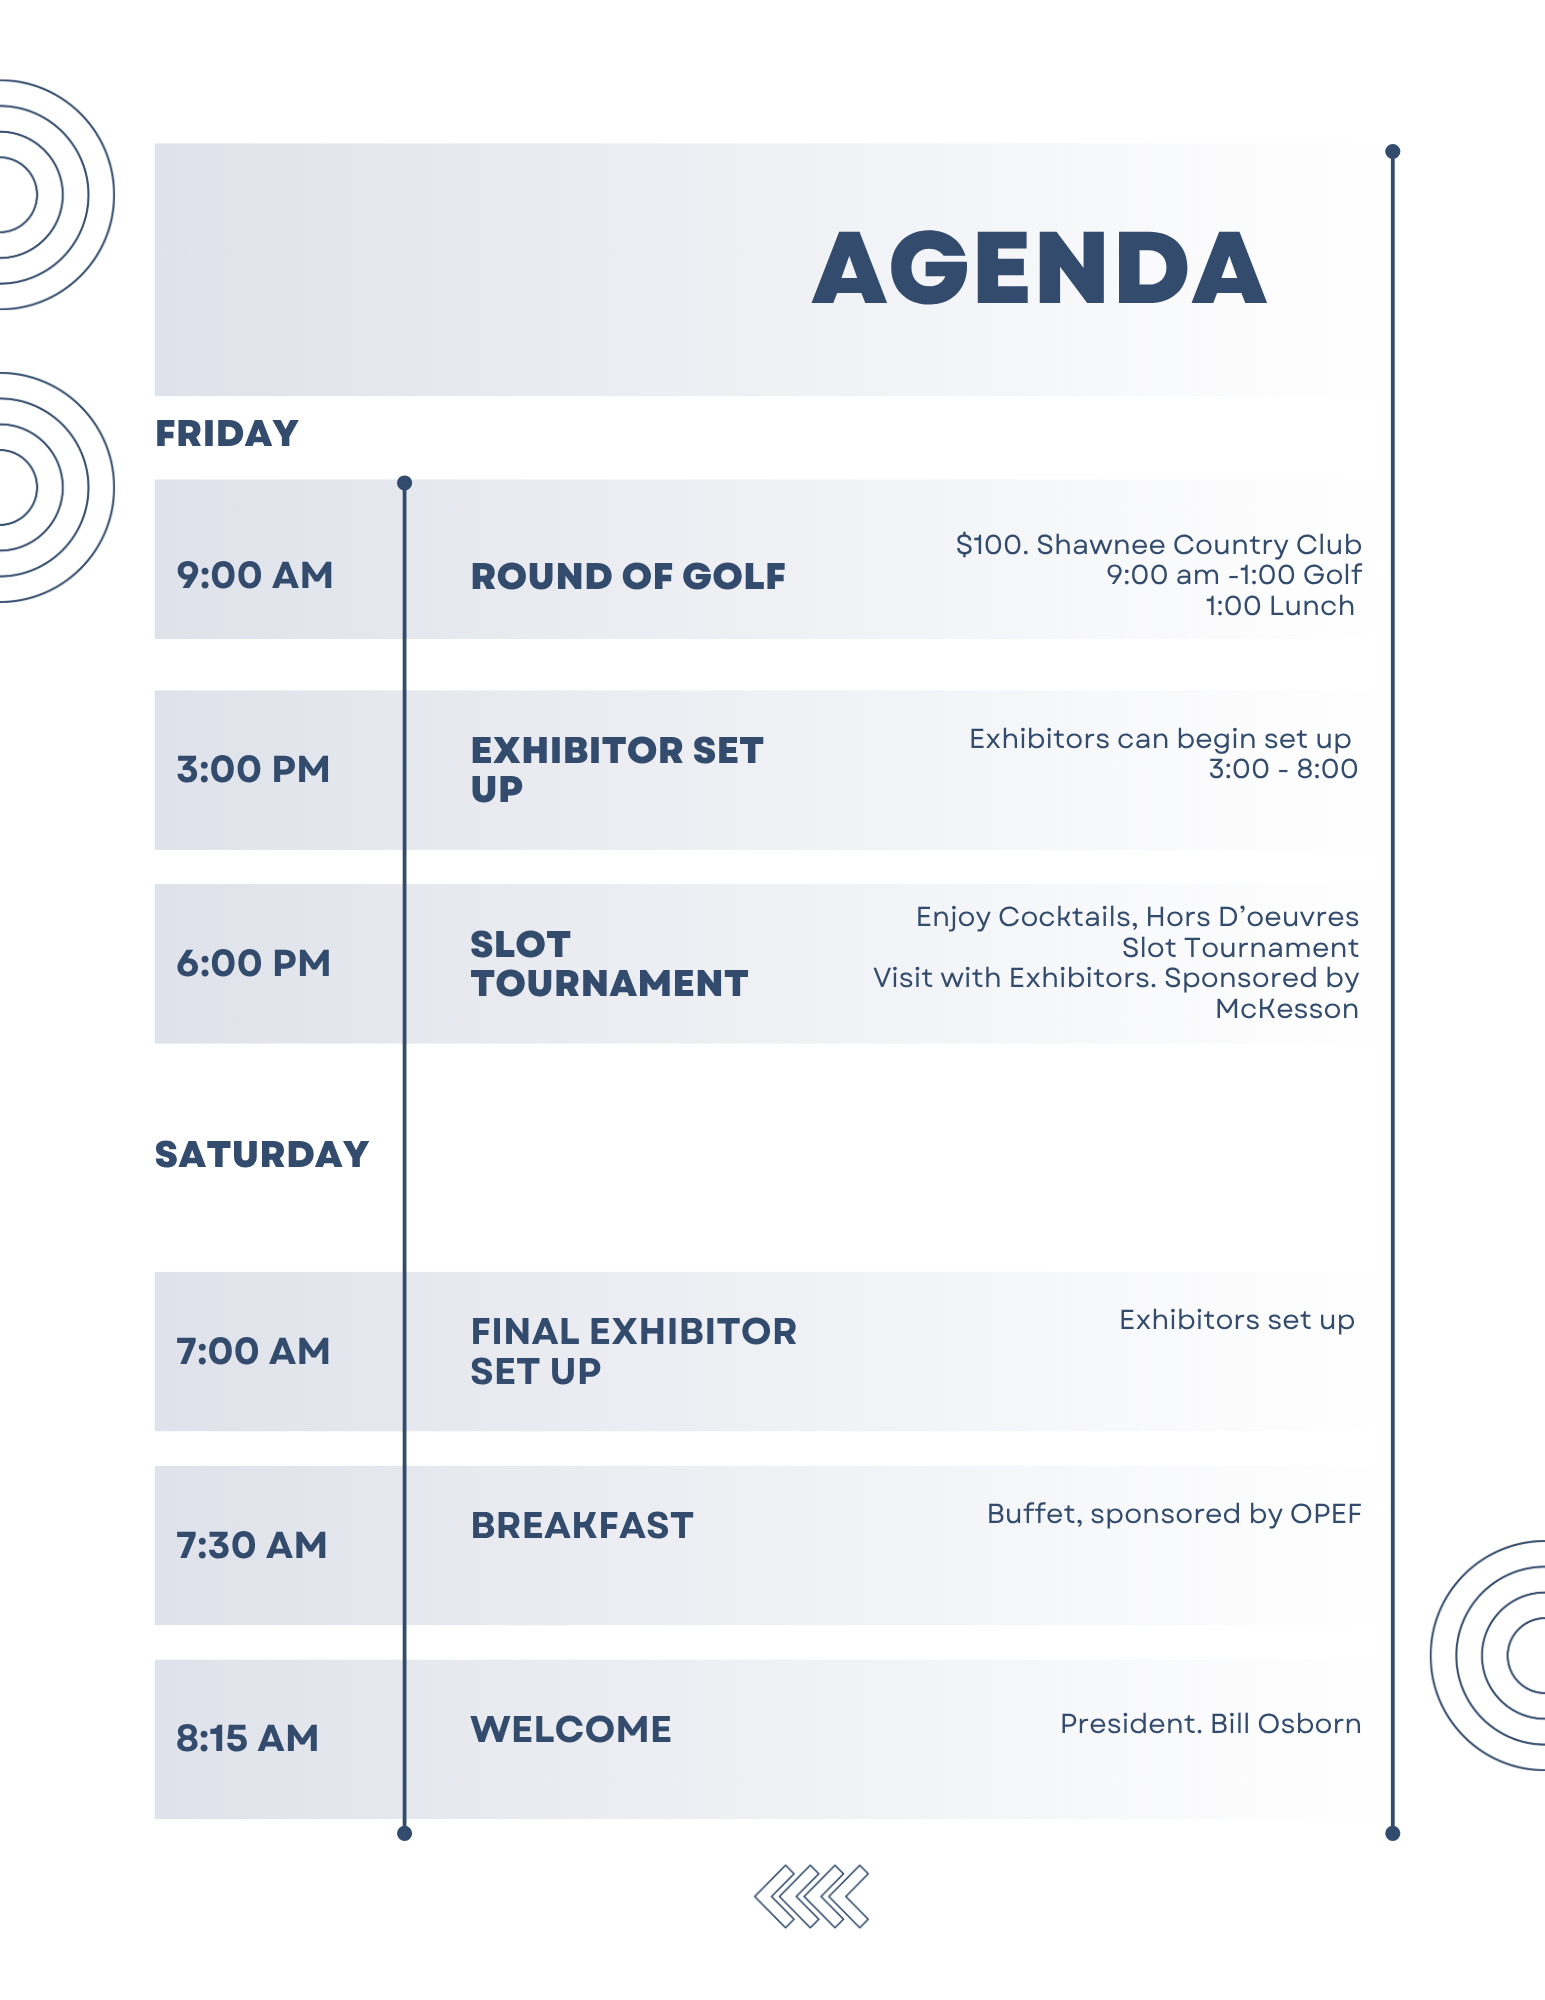 AGENDA
FRIDAY
9:00 AM
ROUND OF GOLF
$100. Shawnee Country Club
9:00 am -1:00 Golf
1:00 Lunch
3:00 PM
EXHIBITOR SET
UP
Exhibitors can begin set up
3:00 - 8:00
6:00 PM
SLOT
TOURNAMENT
Enjoy Cocktails, Hors D’oeuvres
Slot Tournament
Visit with Exhibitors. Sponsored by
McKesson
SATURDAY
7:00 AM
FINAL EXHIBITOR
SET UP
Exhibitors set up
7:30 AM
BREAKFAST
Buffet, sponsored by OPEF
8:15 AM
WELCOME
President. Bill Osborn